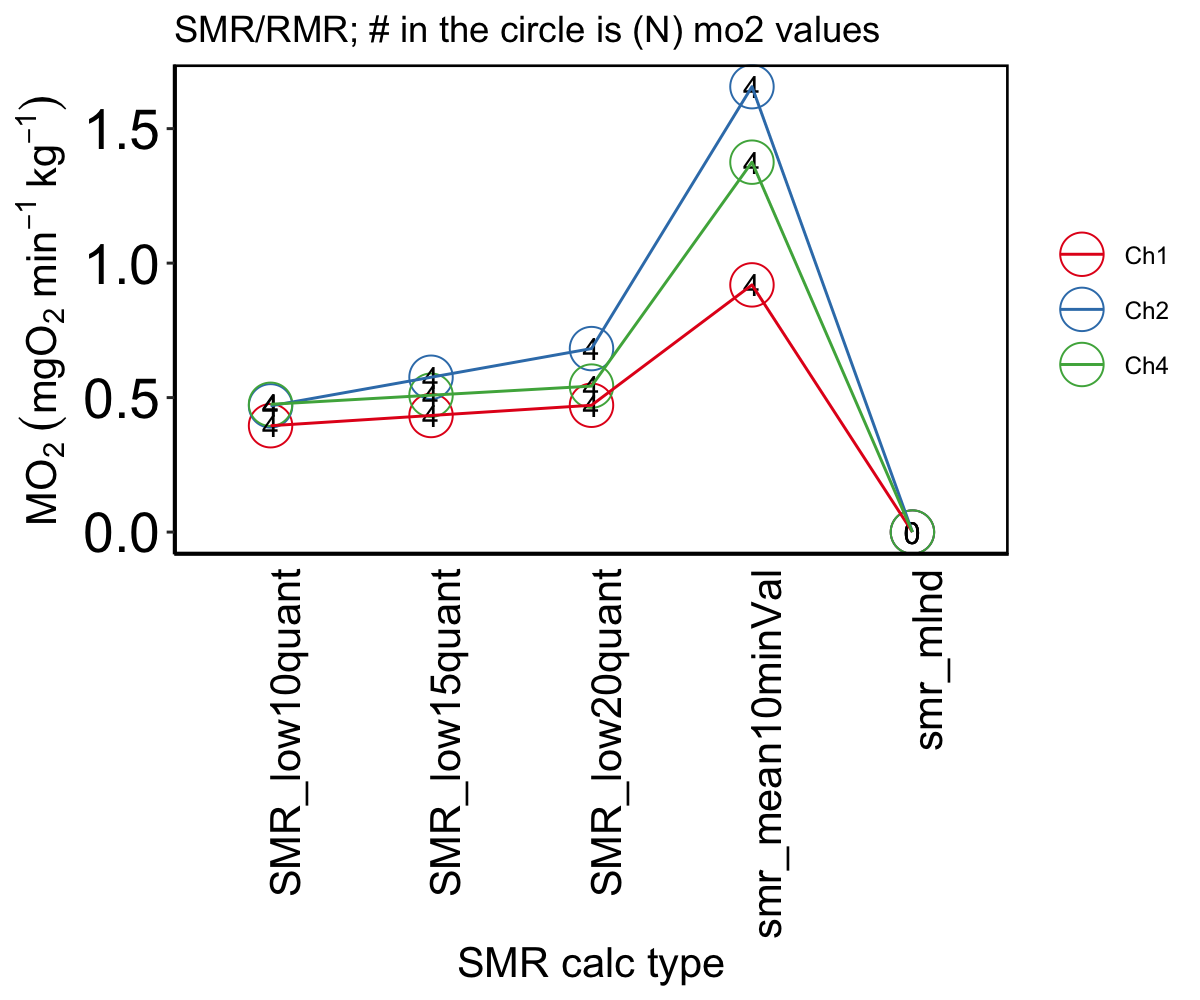 SMR/RMR; # in the circle is (N) mo2 values
MO₂ (mgO₂ min⁻¹ kg⁻¹)
1.5
1.0
0.5
0.0
4
4
4
4
4
4
4
4
4
4
4
4
0
SMR_low10quant
SMR_low15quant
SMR_low20quant
smr_mean10minVal
smr_mlnd
SMR calc type
Ch1
Ch2
Ch4